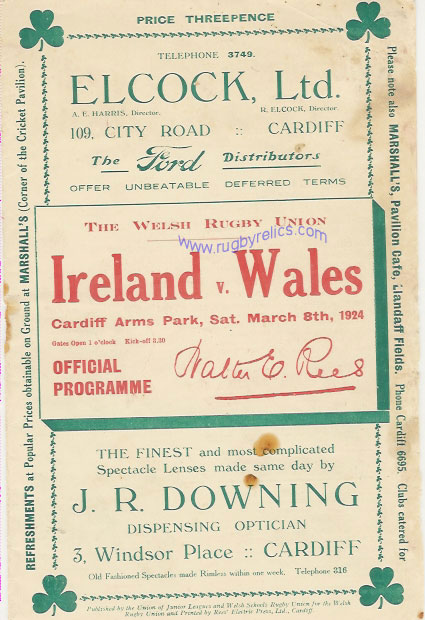 PRICE THREEPENCE
TELEPHONE 3749.
ELCOCK, Ltd.
A. E. HARRIS, Director. R. ELCOCK, Director.
109, CITY ROAD :: CARDIFF
The Ford Distributors
OFFER UNBEATABLE DEFERRED TERMS
THE WELSH RUGBY UNION
www.rugbyrelics.com
Ireland v. Wales
Cardiff Arms Park, Sat. March 8th, 1924
Gates Open 1 o'clock Kick-off 3.30
OFFICIAL
PROGRAMME
Walter E. Rees
THE FINEST and most complicated
Spectacle Lenses made same day by
J. R. DOWNING
DISPENSING OPTICIAN
3, Windsor Place :: CARDIFF
Old Fashioned Spectacles made Rimless within one week. Telephone 316
Published by the Union of Junior Leagues and Welsh Schools Rugby Union for the Welsh
Rugby Union and Printed by Rees' Electric Press, Ltd., Cardiff.
REFRESHMENTS at Popular Prices obtainable on Ground at MARSHALL'S (Corner of the Cricket Pavilion).
Please note also MARSHALL'S, Pavilion Cafe, Llandaff Fields. Phone Cardiff 6695. Clubs catered for